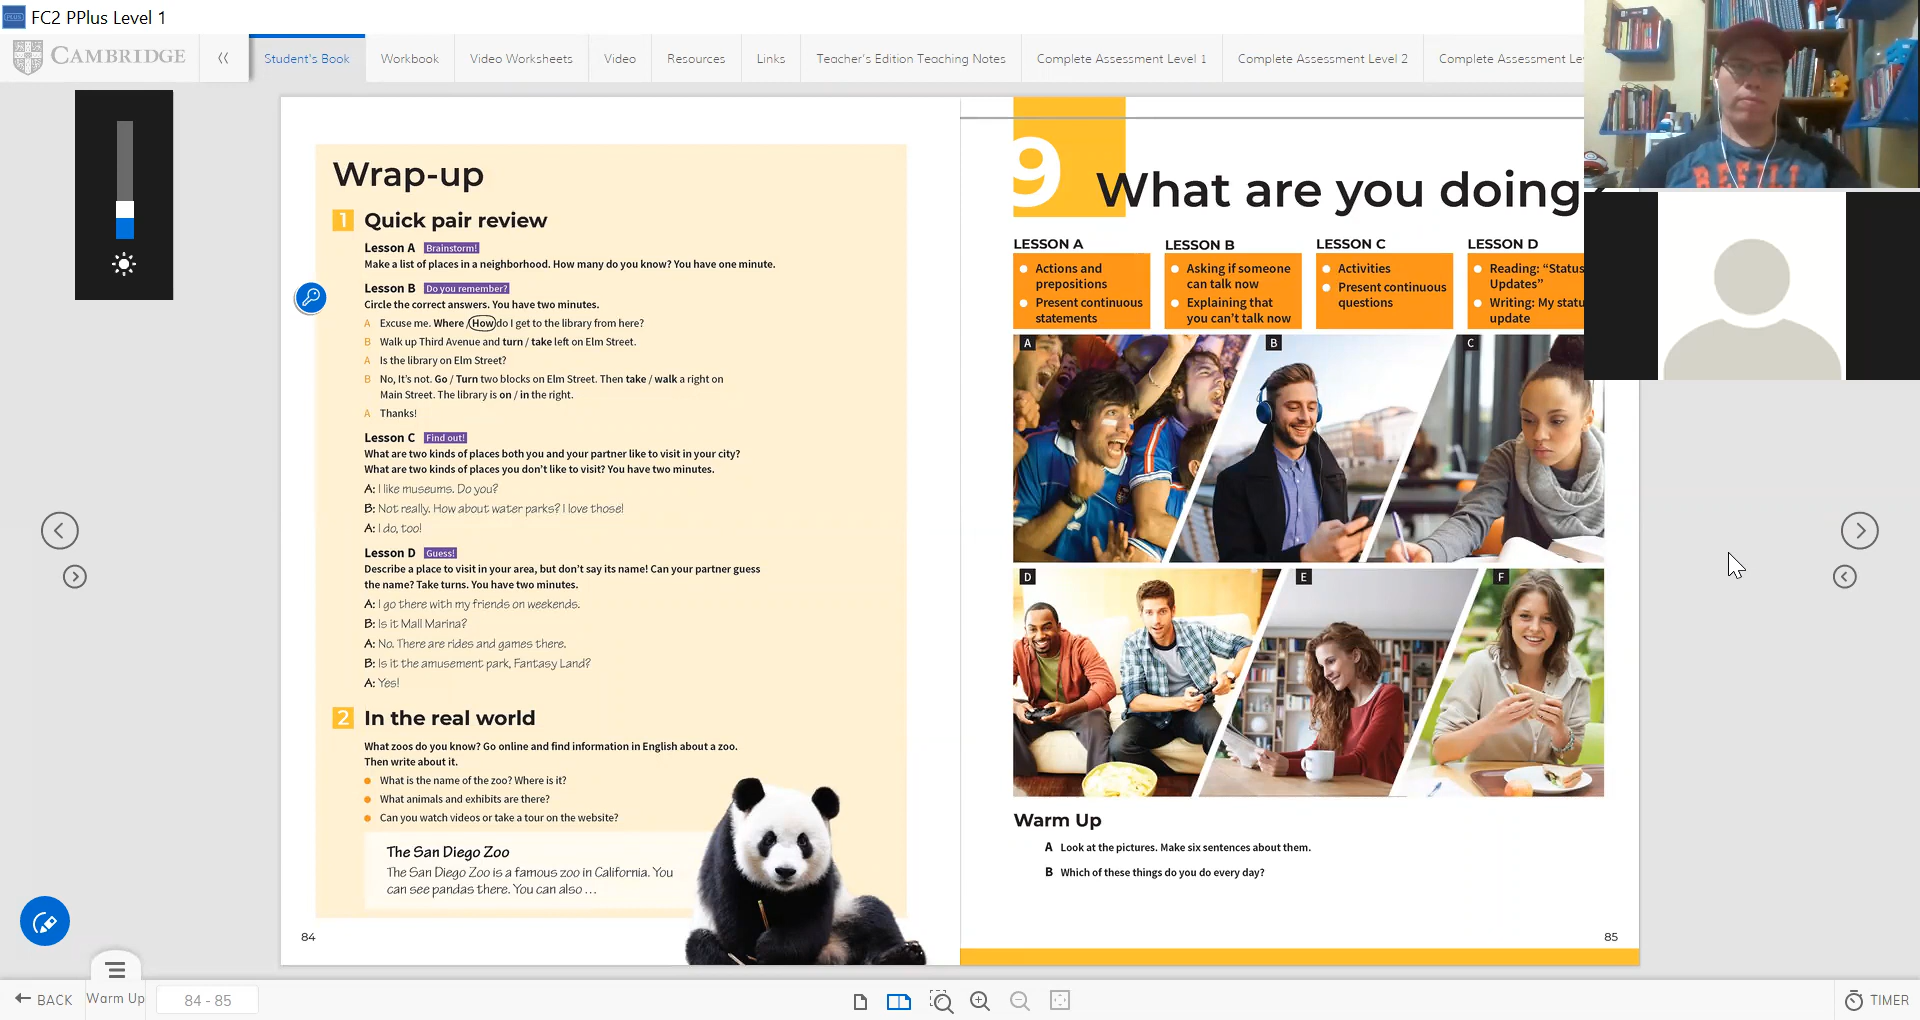 FC2 PPlus Level 1
CAMBRIDGE
Student's Book
Workbook
Video Worksheets
Video
Resources
Links
Teacher's Edition Teaching Notes
Complete Assessment Level 1
Complete Assessment Level 2
Complete Assessment Le
Wrap-up
1 Quick pair review
Lesson A Brainstorm!
Make a list of places in a neighborhood. How many do you know? You have one minute.
Lesson B Do you remember?
Circle the correct answers. You have two minutes.
A Excuse me. Where / How do I get to the library from here?
B Walk up Third Avenue and turn / take left on Elm Street.
A Is the library on Elm Street?
B No, It's not. Go / Turn two blocks on Elm Street. Then take / walk a right on
Main Street. The library is on / in the right.
A Thanks!
Lesson C Find out!
What are two kinds of places both you and your partner like to visit in your city?
What are two kinds of places you don't like to visit? You have two minutes.
A: I like museums. Do you?
B: Not really. How about water parks? I love those!
A: I do, too!
Lesson D Guess!
Describe a place to visit in your area, but don't say its name! Can your partner guess
the name? Take turns. You have two minutes.
A: I go there with my friends on weekends.
B: Is it Mall Marina?
A: No. There are rides and games there.
B: Is it the amusement park, Fantasy Land?
A: Yes!
2 In the real world
What zoos do you know? Go online and find information in English about a zoo.
Then write about it.
What is the name of the zoo? Where is it?
What animals and exhibits are there?
Can you watch videos or take a tour on the website?
The San Diego Zoo
The San Diego Zoo is a famous zoo in California. You
can see pandas there. You can also ...
84
9 What are you doing?
LESSON A
Actions and
prepositions
Present continuous
statements
LESSON B
Asking if someone
can talk now
Explaining that
you can't talk now
LESSON C
Activities
Present continuous
questions
LESSON D
Reading: "Status
Updates"
Writing: My statu
update
A
B
C
D
E
F
Warm Up
A Look at the pictures. Make six sentences about them.
B Which of these things do you do every day?
85
BACK
Warm Up
84 - 85
TIMER